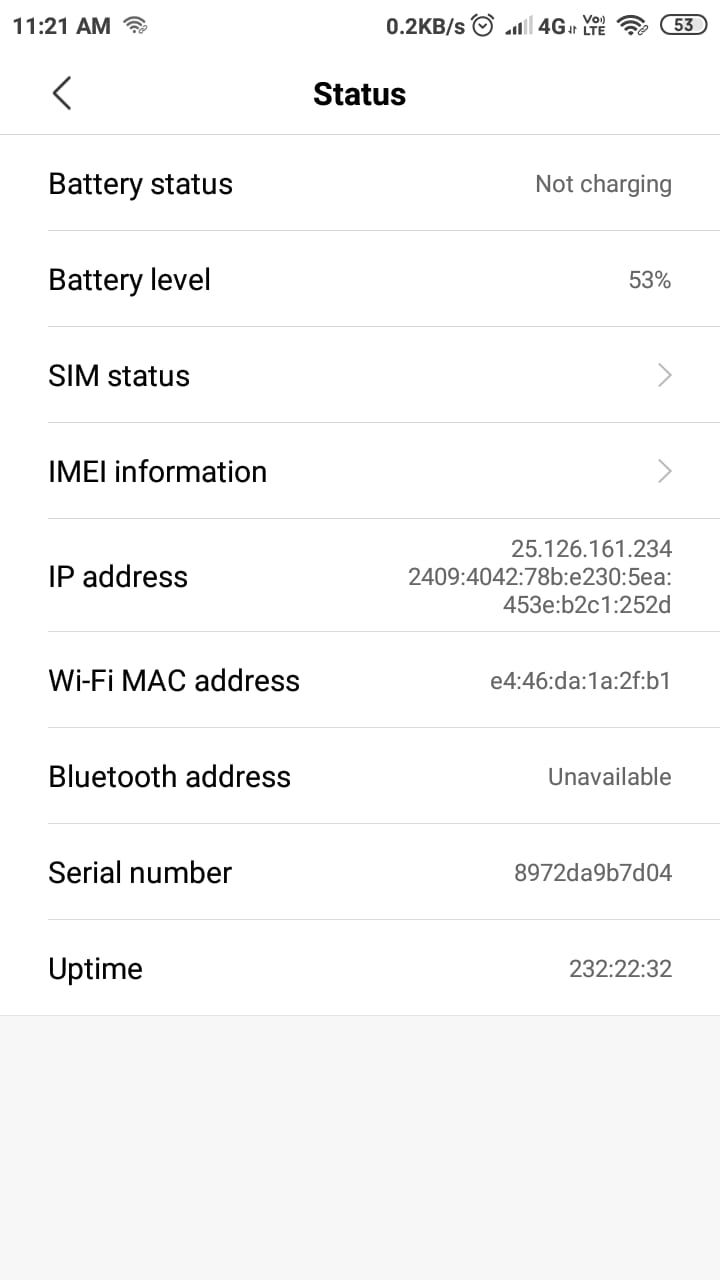 11:21 AM 0.2KB/s 4G VoLTE 53
Status
Battery status Not charging
Battery level 53%
SIM status
IMEI information
IP address 25.126.161.234
2409:4042:78b:e230:5ea:
453e:b2c1:252d
Wi-Fi MAC address e4:46:da:1a:2f:b1
Bluetooth address Unavailable
Serial number 8972da9b7d04
Uptime 232:22:32